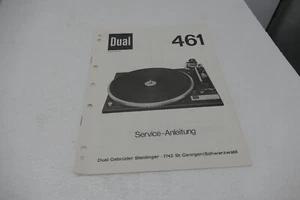 Dual 461
Service-Anleitung
Dual Gebrüder Steidinger · 7742 St. Georgen/Schwarzwald